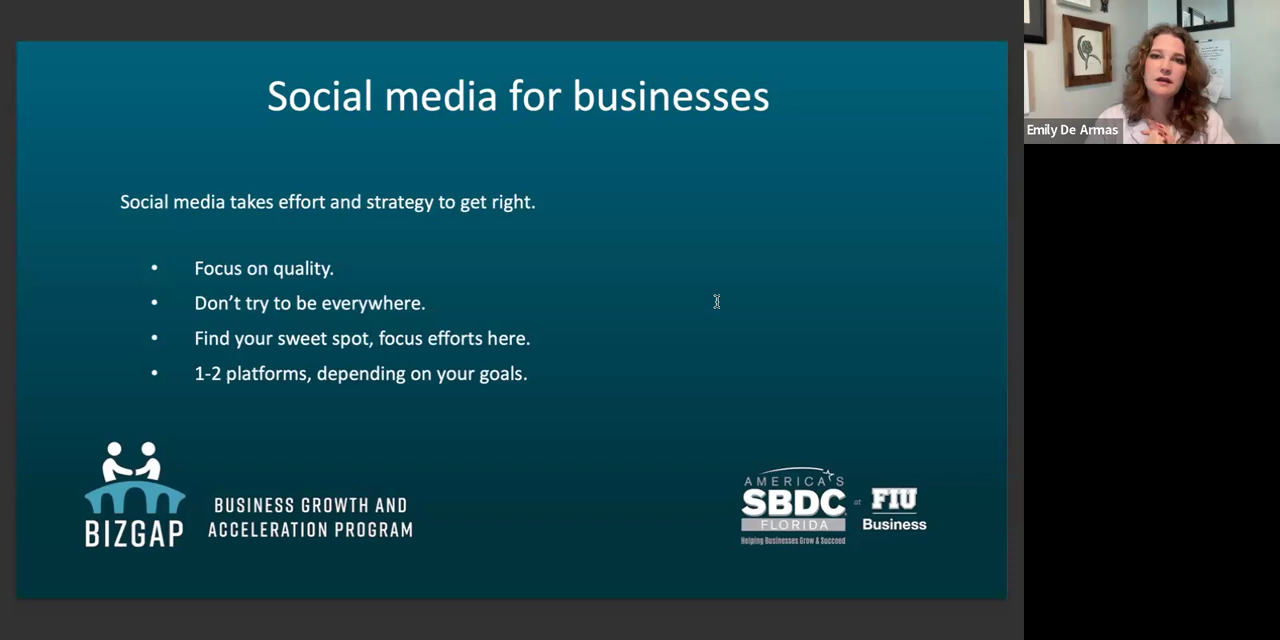 Social media for businesses
Emily De Armas
Social media takes effort and strategy to get right.
• Focus on quality.
• Don’t try to be everywhere.
• Find your sweet spot, focus efforts here.
• 1-2 platforms, depending on your goals.
BIZGAP
BUSINESS GROWTH AND
ACCELERATION PROGRAM
AMERICA'S
SBDC
FLORIDA
Helping Businesses Grow & Succeed
at
FIU
Business